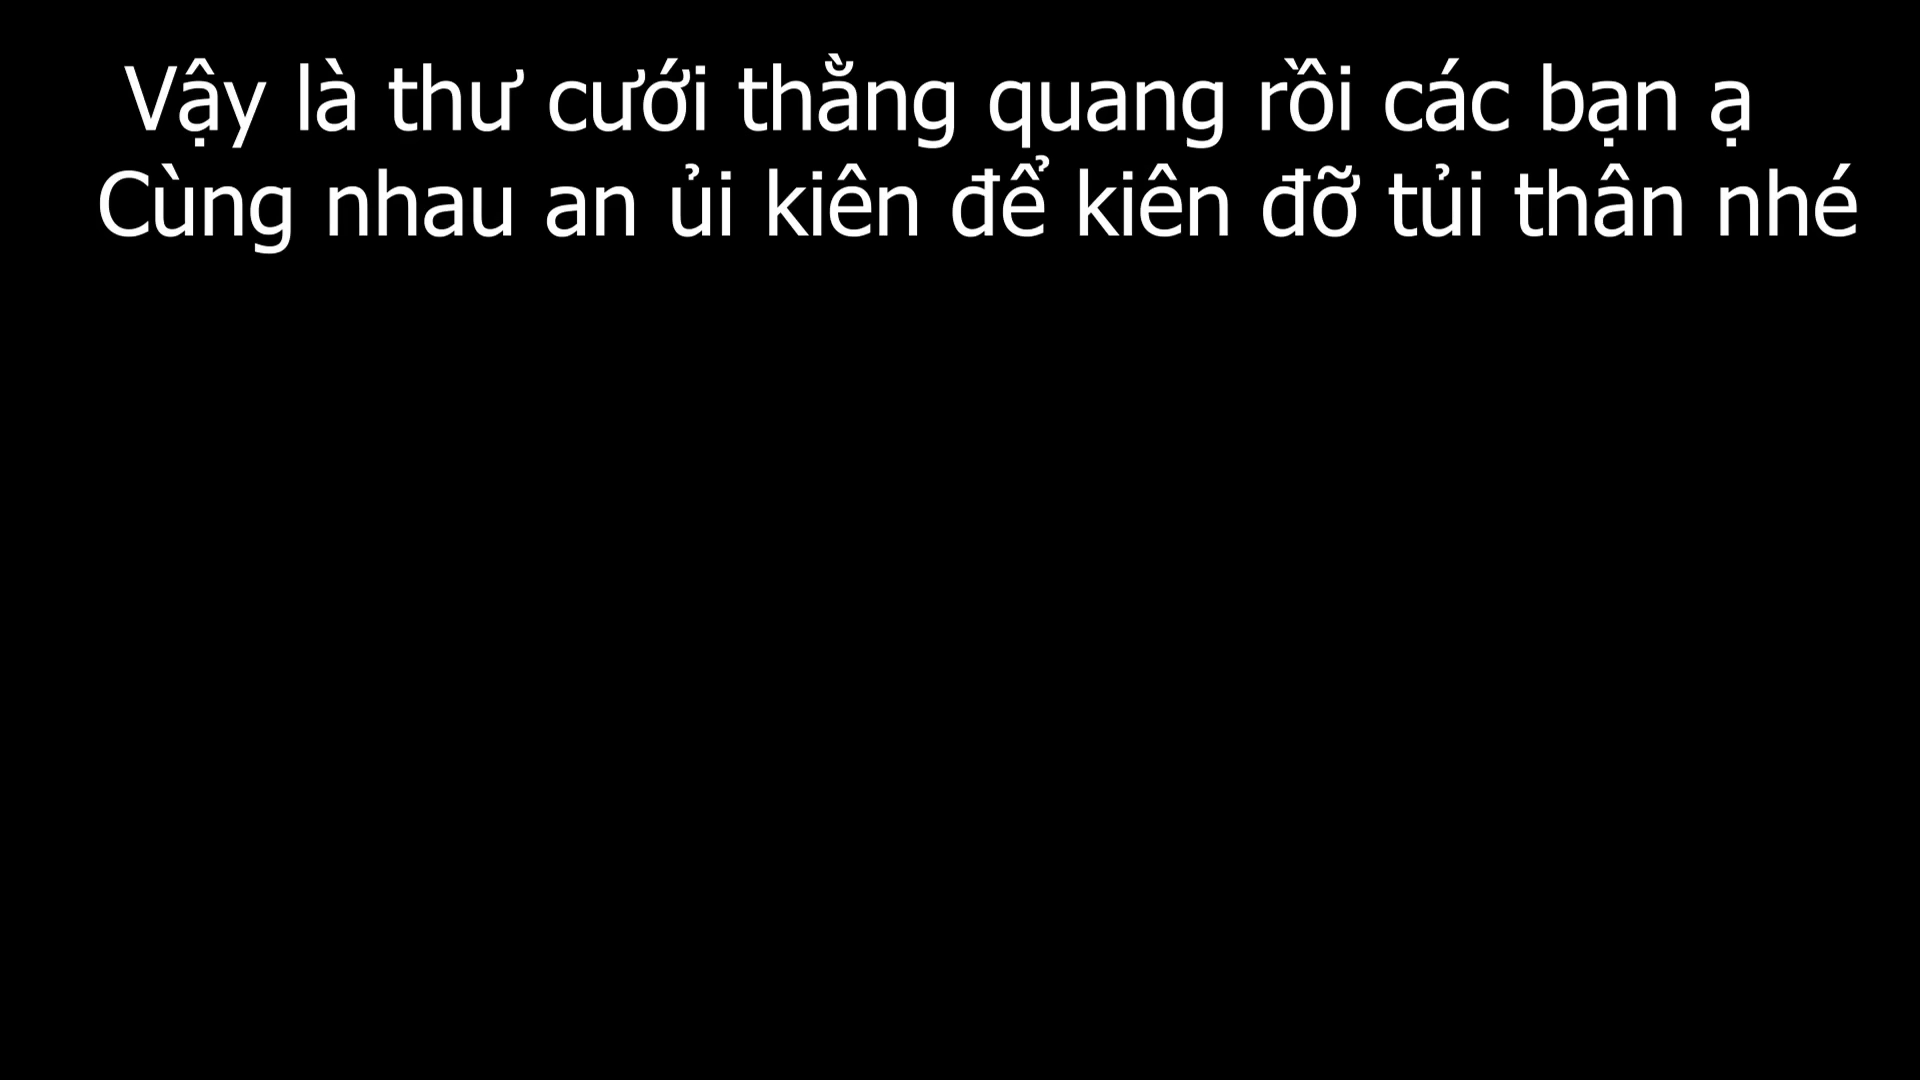 Vậy là thư cưới thằng quang rồi các bạn ạ
Cùng nhau an ủi kiên để kiên đỡ tủi thân nhé